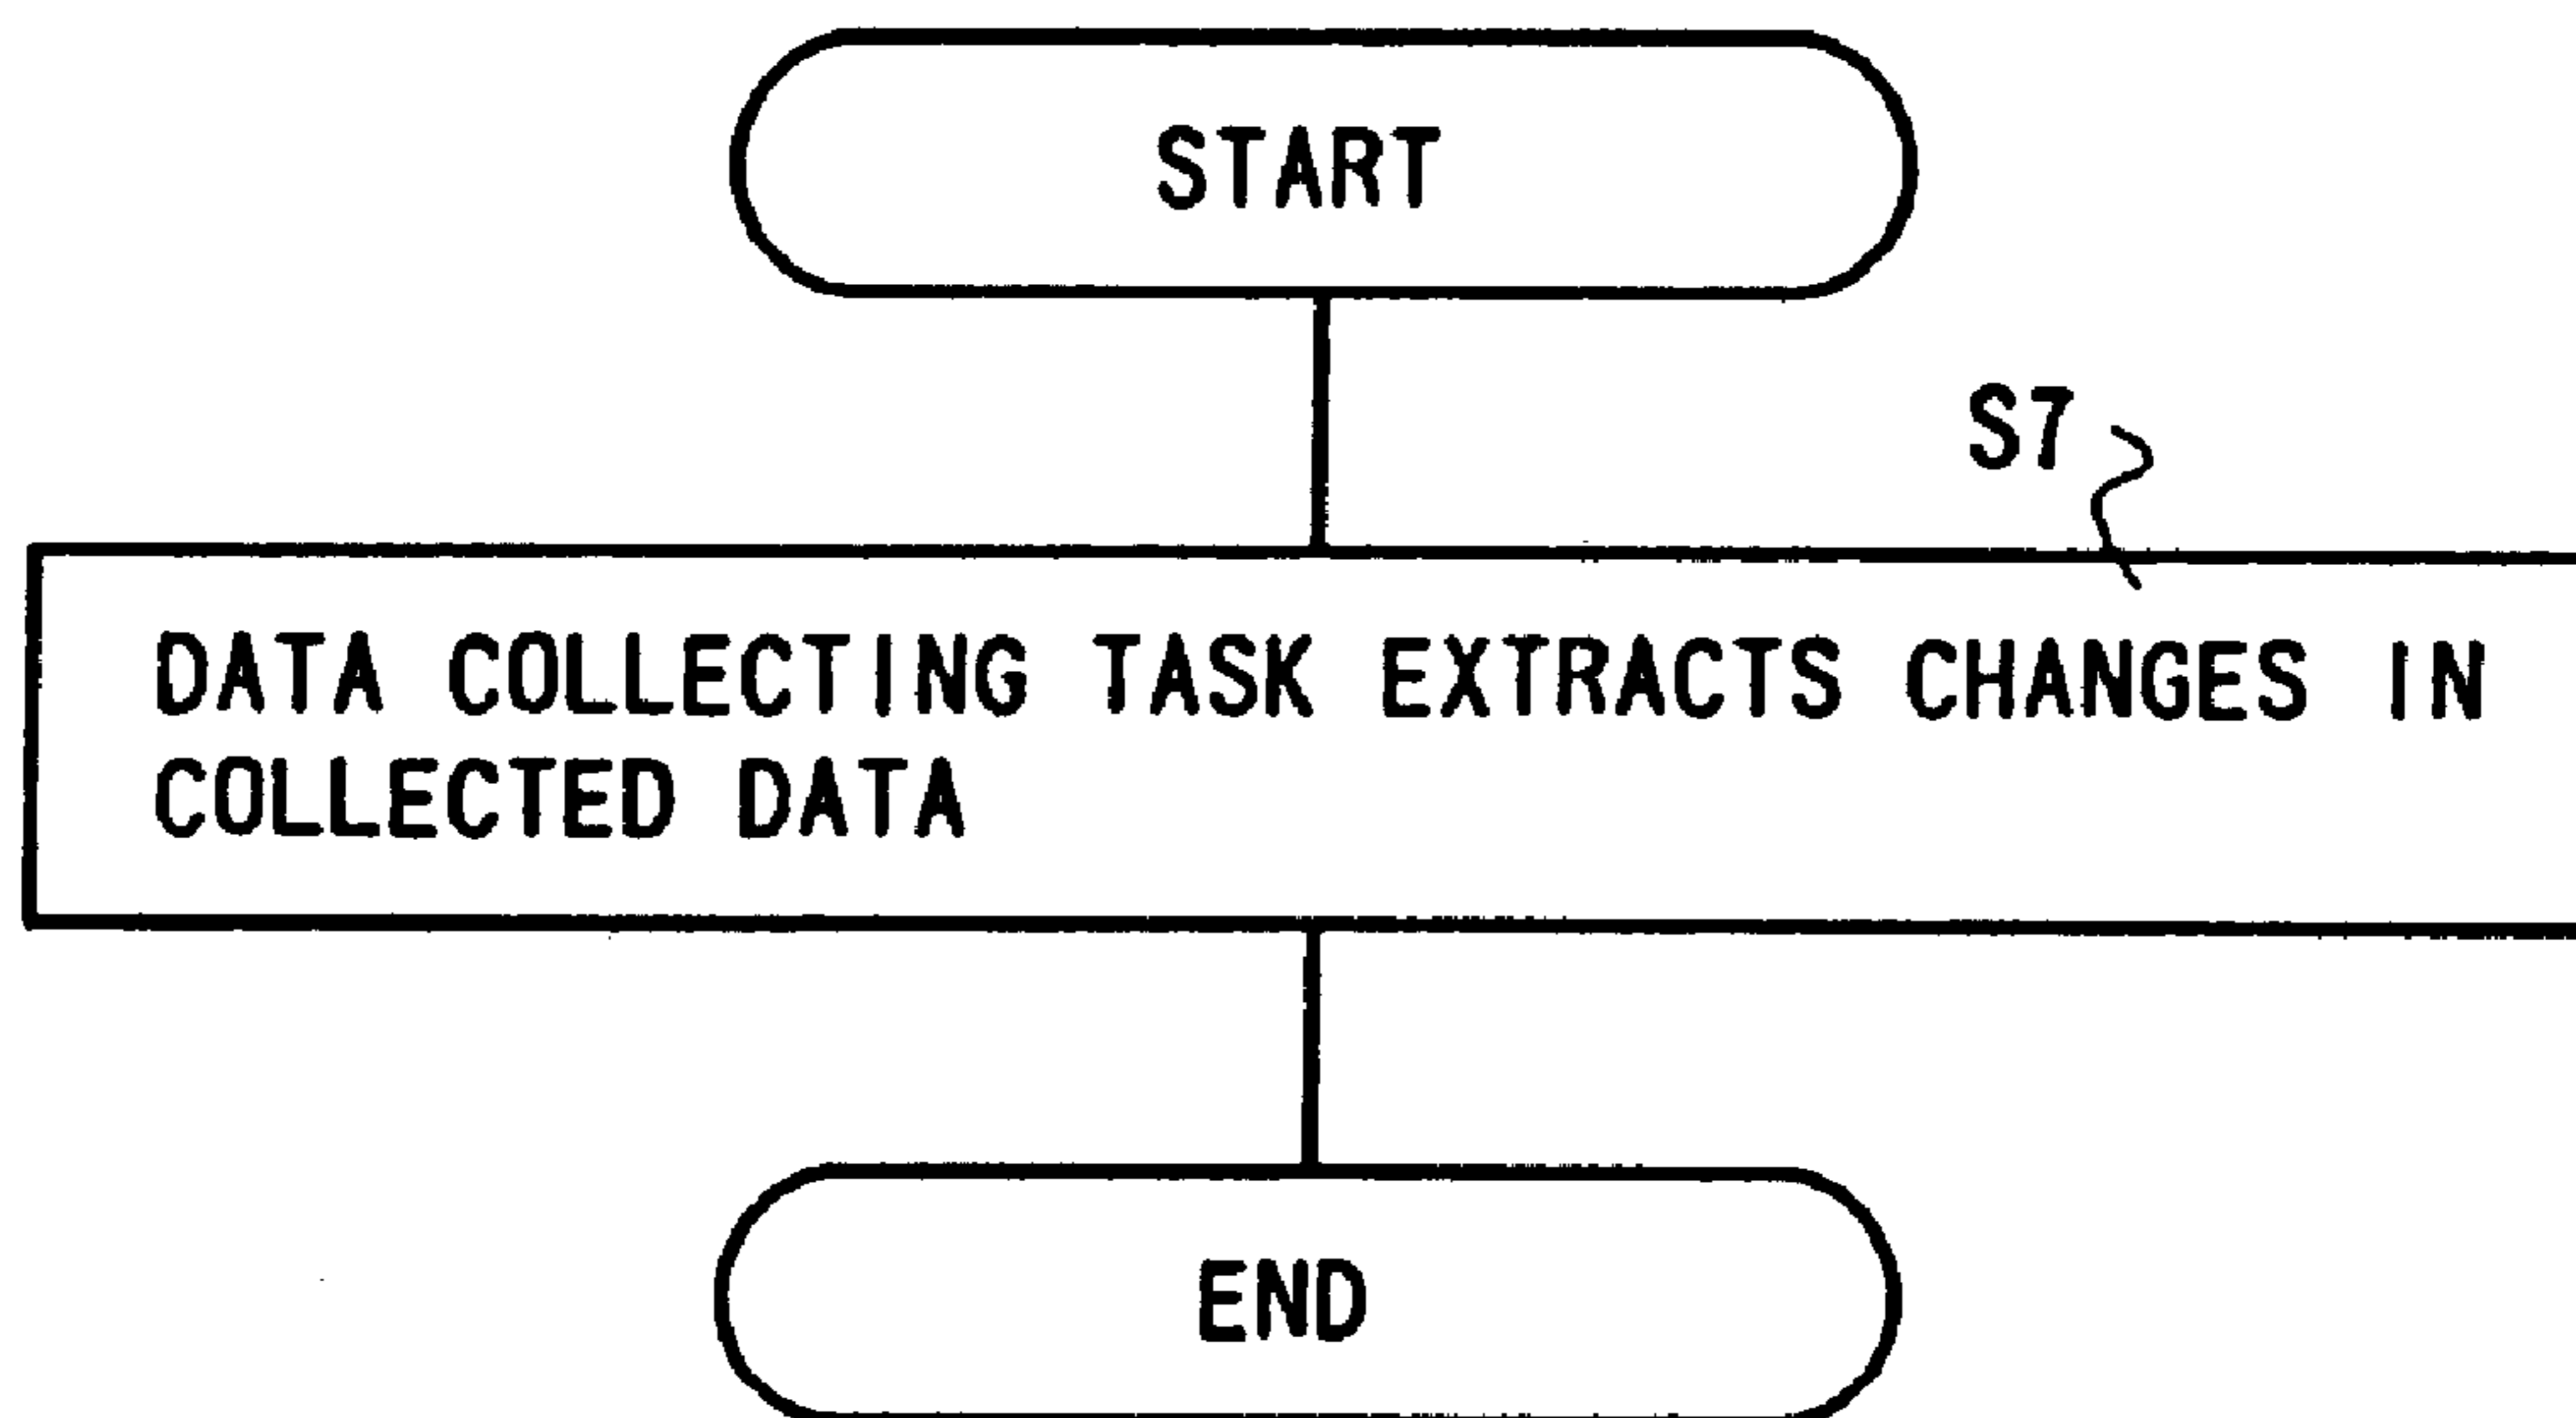 START
S7
DATA COLLECTING TASK EXTRACTS CHANGES IN
COLLECTED DATA
END